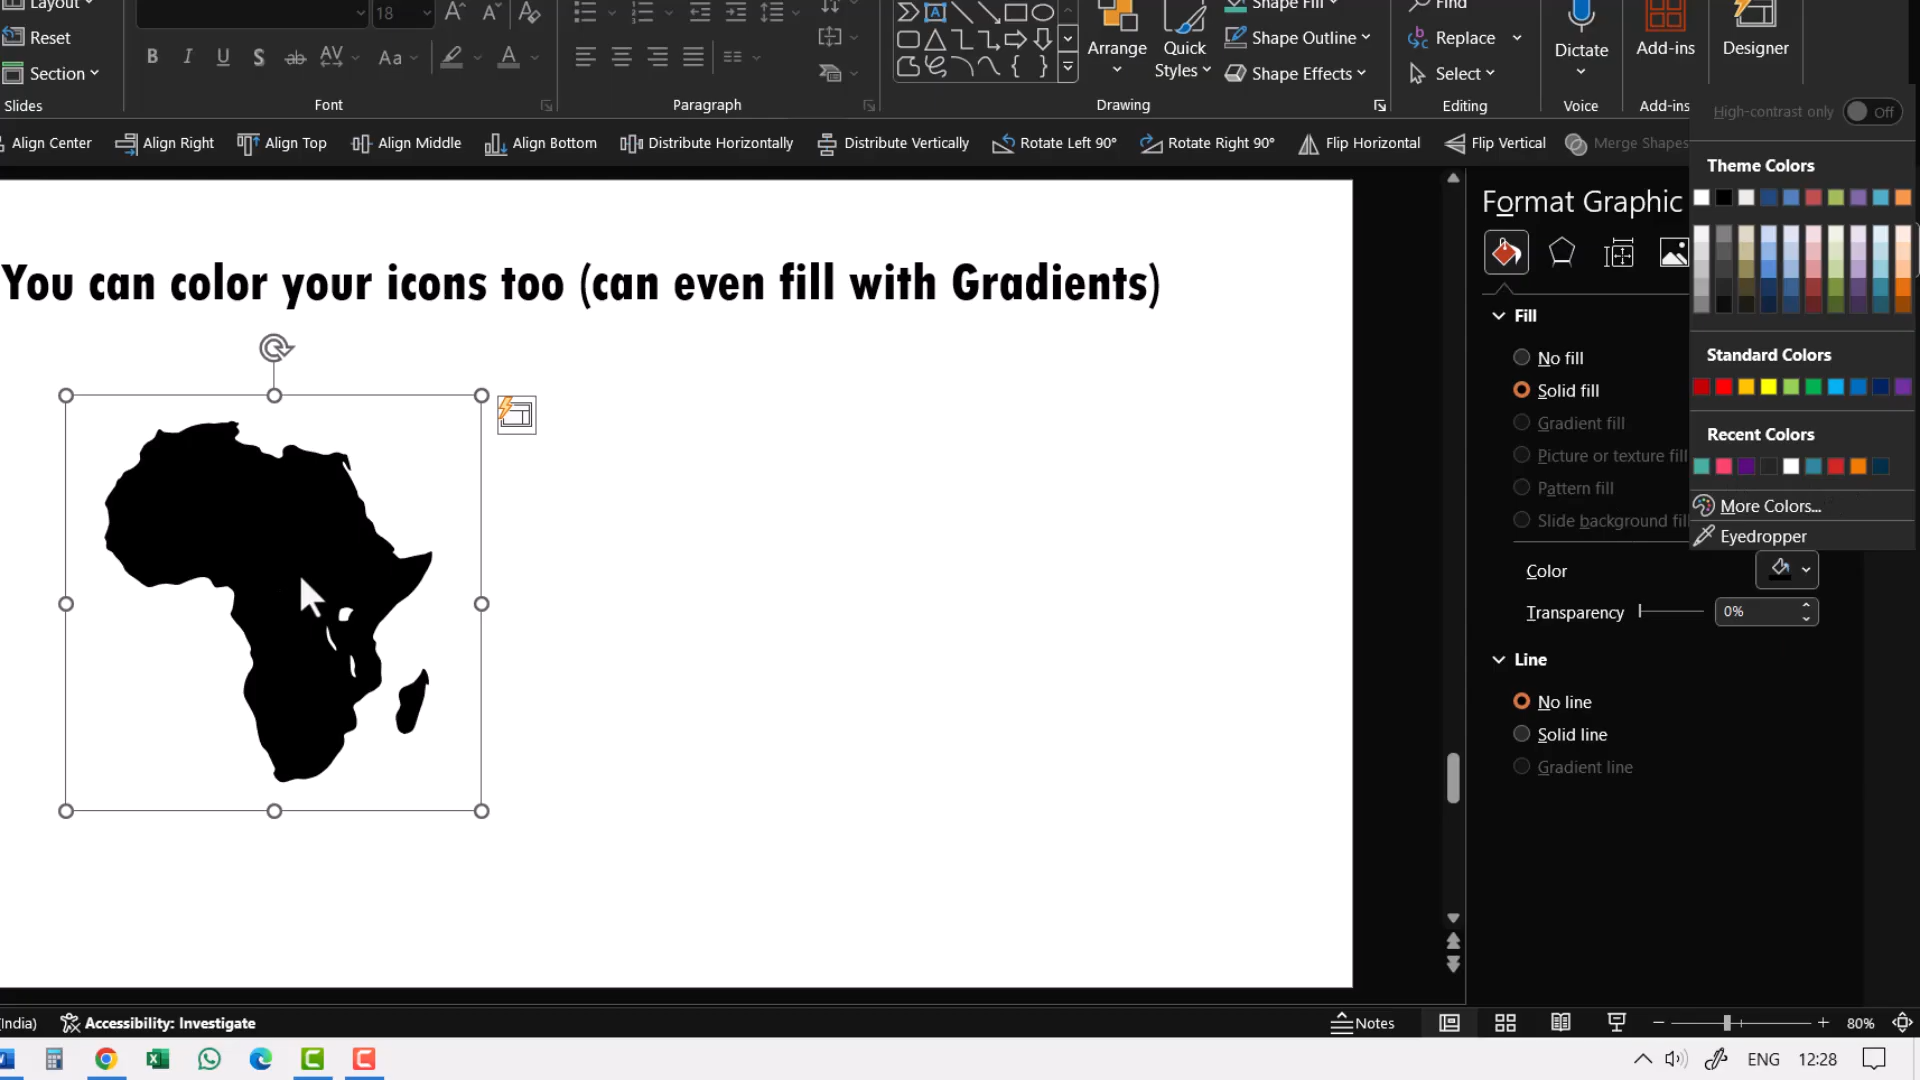 Layout
18
Shape Fill
Find
Reset
B I U S ab AV Aa A
Arrange
Quick
Styles
Shape Outline
Replace
Dictate
Add-ins
Designer
Section
Shape Effects
Select
Slides
Font
Paragraph
Drawing
Editing
Voice
Add-ins
High-contrast only
Off
Align Center
Align Right
Align Top
Align Middle
Align Bottom
Distribute Horizontally
Distribute Vertically
Rotate Left 90°
Rotate Right 90°
Flip Horizontal
Flip Vertical
Merge Shapes
Theme Colors
Format Graphic
You can color your icons too (can even fill with Gradients)
Fill
No fill
Solid fill
Gradient fill
Picture or texture fill
Pattern fill
Slide background fill
Standard Colors
Recent Colors
More Colors...
Eyedropper
Color
Transparency
0%
Line
No line
Solid line
Gradient line
India)
Accessibility: Investigate
Notes
80%
ENG
12:28